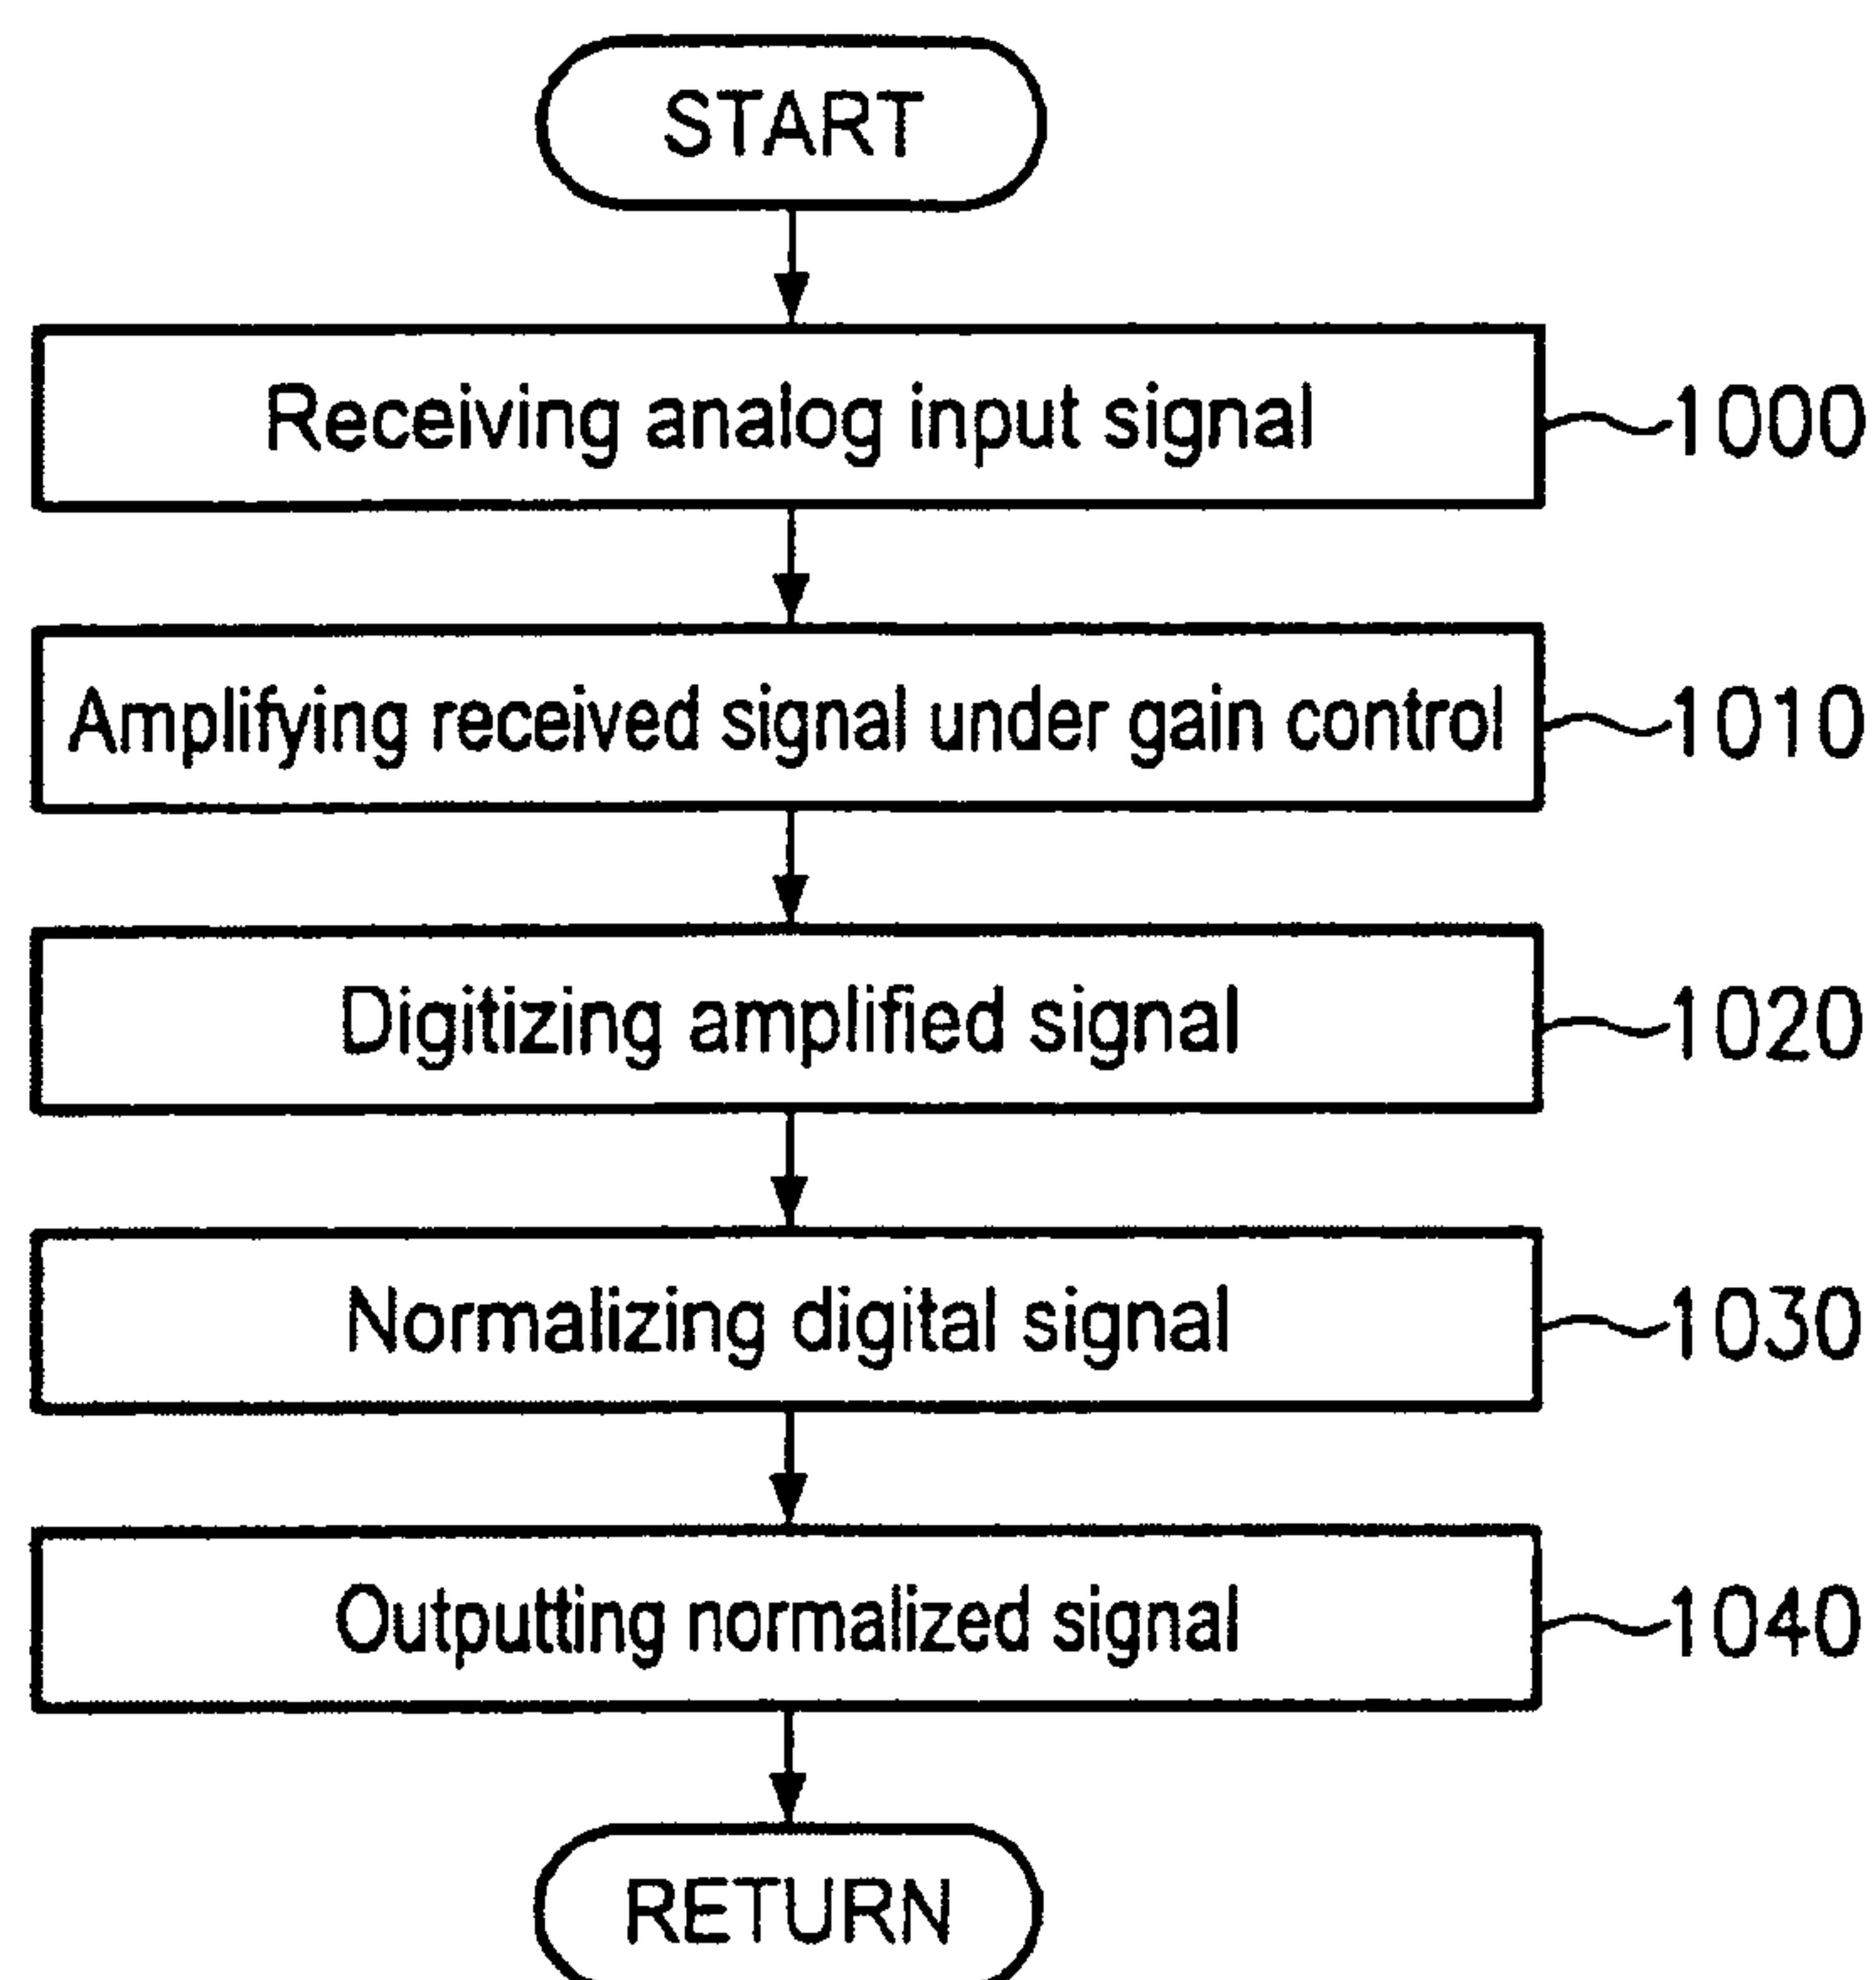 START
Receiving analog input signal 1000
Amplifying received signal under gain control 1010
Digitizing amplified signal 1020
Normalizing digital signal 1030
Outputting normalized signal 1040
RETURN